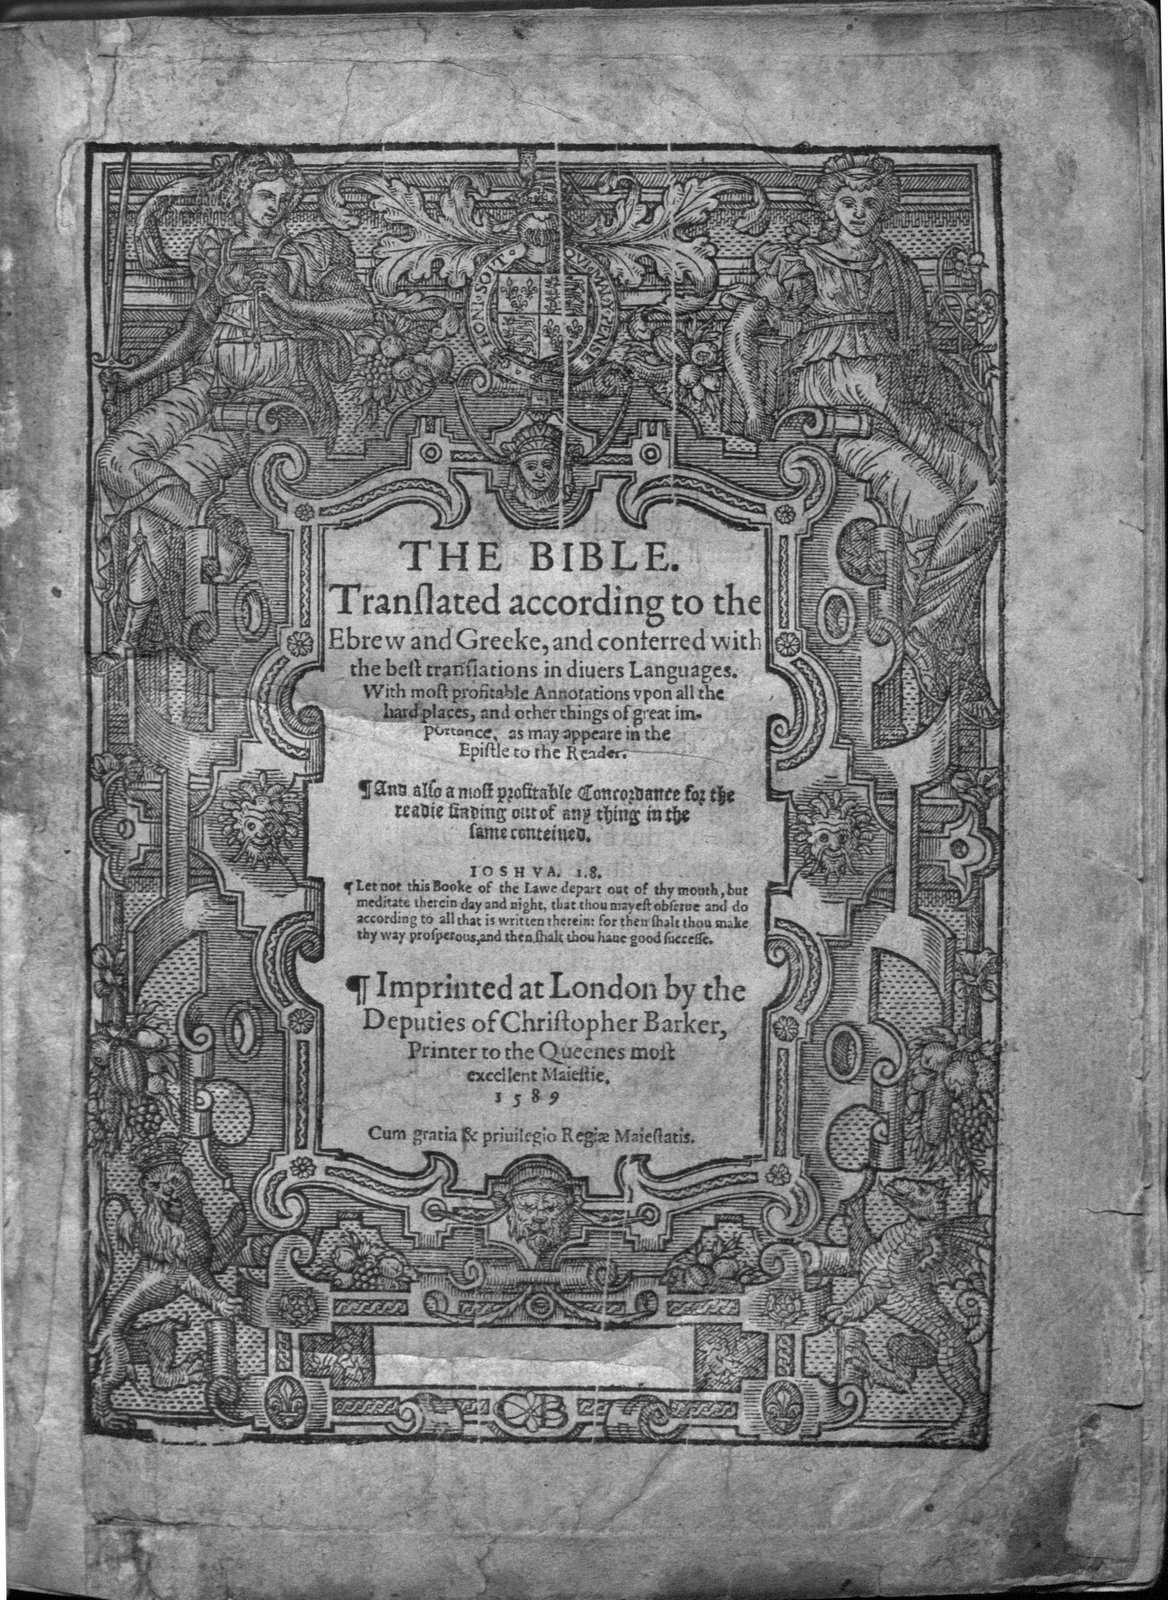 HONI·SOIT·QVI·MAL·Y·PENSE
THE BIBLE.
Tranſlated according to the
Ebrew and Greeke, and conferred with
the beſt tranſlations in diuers Languages.
With moſt profitable Annotations vpon all the
hard places, and other things of great im-
portance, as may appeare in the
Epiſtle to the Reader.
¶And alſo a moſt profitable Concordance for the
readie finding out of any thing in the
ſame conteined.
IOSHVA. 1.8.
¶Let not this Booke of the Lawe depart out of thy mouth, but
meditate therein day and night, that thou mayeſt obſerue and do
according to all that is written therein: for then ſhalt thou make
thy way proſperous, and then ſhalt thou haue good ſucceſſe.
¶ Imprinted at London by the
Deputies of Chriſtopher Barker,
Printer to the Queenes moſt
excellent Maieſtie.
1589
Cum gratia & priuilegio Regiæ Maieſtatis.
CB